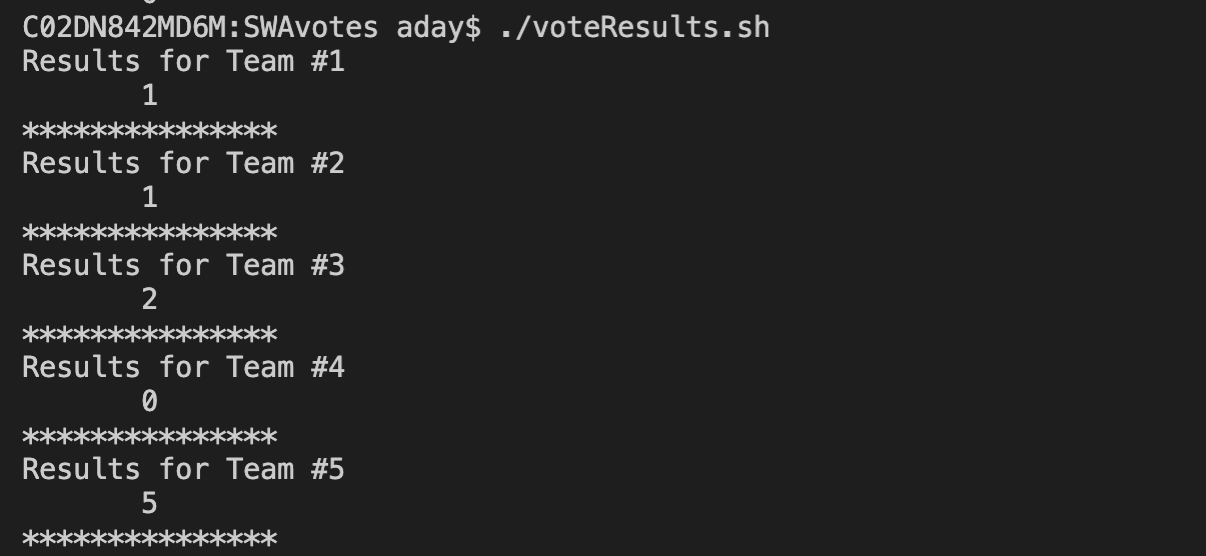 C02DN842MD6M:SWAvotes aday$ ./voteResults.sh
Results for Team #1
1
***************
Results for Team #2
1
***************
Results for Team #3
2
***************
Results for Team #4
0
***************
Results for Team #5
5
***************